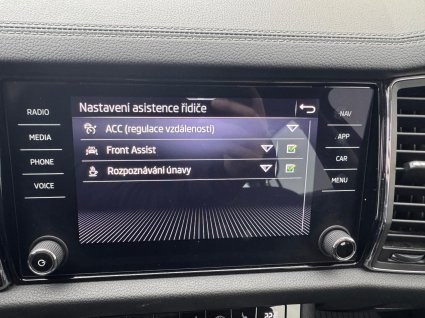 Nastavení asistence řidiče
RADIO
MEDIA
PHONE
VOICE
ACC (regulace vzdálenosti)
Front Assist
Rozpoznávání únavy
NAV
APP
CAR
MENU